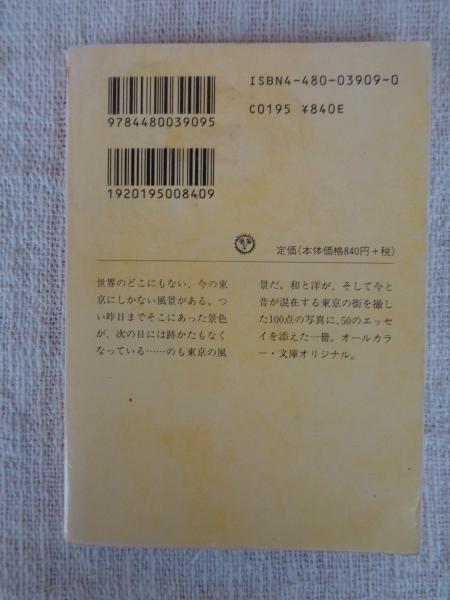 ISBN4-480-03909-0
9784480039095
C0195 ¥840E
1920195008409
定価(本体価格840円+税)
世界のどこにもない、今の東
京にしかない風景がある。つ
い昨日までそこにあった景色
が、次の日には跡かたもなく
なっている……のも東京の風
景だ。和と洋が、そして今と
昔が混在する東京の街を撮し
た100点の写真に、50のエッセ
イを添えた一冊。オールカラ
ー・文庫オリジナル。